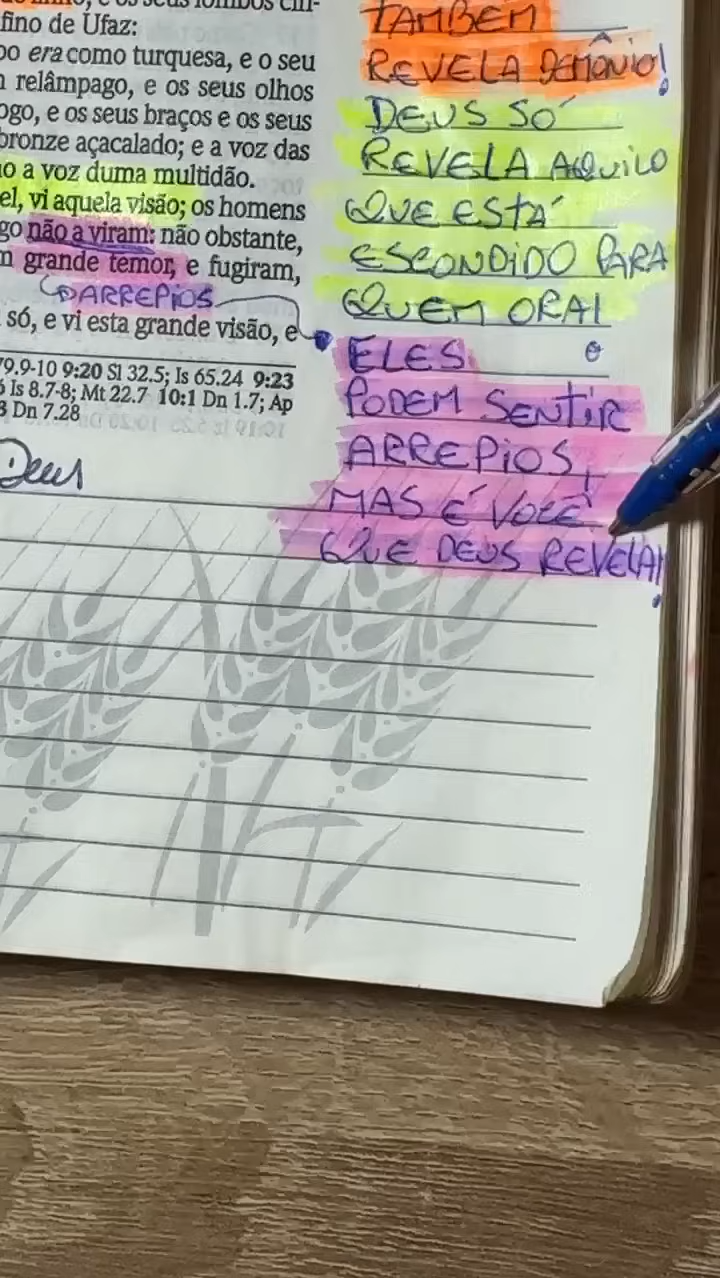 fino de Ufaz:
era como turquesa, e o seu
relâmpago, e os seus olhos
ogo, e os seus braços e os seus
bronze açacalado; e a voz das
a voz duma multidão.
el, vi aquela visão; os homens
go não a viram: não obstante,
grande temor, e fugiram,
ARREPIOS
só, e vi esta grande visão, e
9.9-10 9:20 Sl 32.5; Is 65.24 9:23
Is 8.7-8; Mt 22.7 10:1 Dn 1.7; Ap
Dn 7.28
Deus
TAMBÉM
REVELA DEMÔNIO!
DEUS SÓ
REVELA AQUILO
QUE ESTÁ
ESCONDIDO PARA
QUEM ORA!
ELES
PODEM SENTIR
ARREPIOS,
MAS É VOCÊ
QUE DEUS REVELA!